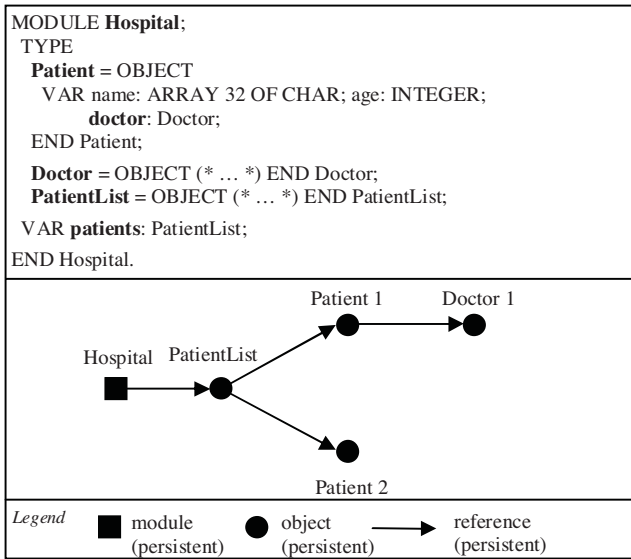 MODULE Hospital;
TYPE
Patient = OBJECT
VAR name: ARRAY 32 OF CHAR; age: INTEGER;
doctor: Doctor;
END Patient;
Doctor = OBJECT (* … *) END Doctor;
PatientList = OBJECT (* … *) END PatientList;
VAR patients: PatientList;
END Hospital.
Patient 1 Doctor 1
Hospital PatientList
Patient 2
Legend module object reference
(persistent) (persistent) (persistent)